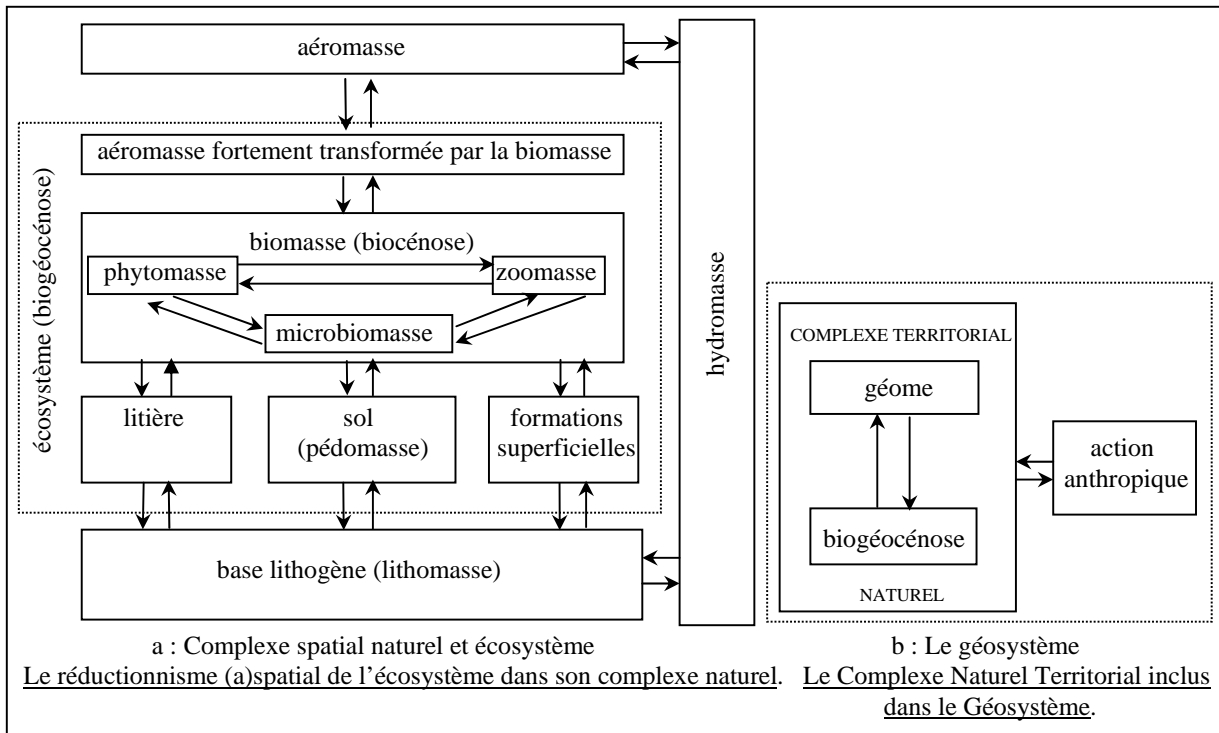 aéromasse
aéromasse fortement transformée par la biomasse
écosystème (biogéocénose)
biomasse (biocénose)
phytomasse
zoomasse
microbiomasse
litière
sol
(pédomasse)
formations
superficielles
base lithogène (lithomasse)
hydromasse
a : Complexe spatial naturel et écosystème
Le réductionnisme (a)spatial de l’écosystème dans son complexe naturel.
COMPLEXE TERRITORIAL
géome
biogéocénose
NATUREL
action
anthropique
b : Le géosystème
Le Complexe Naturel Territorial inclus
dans le Géosystème.